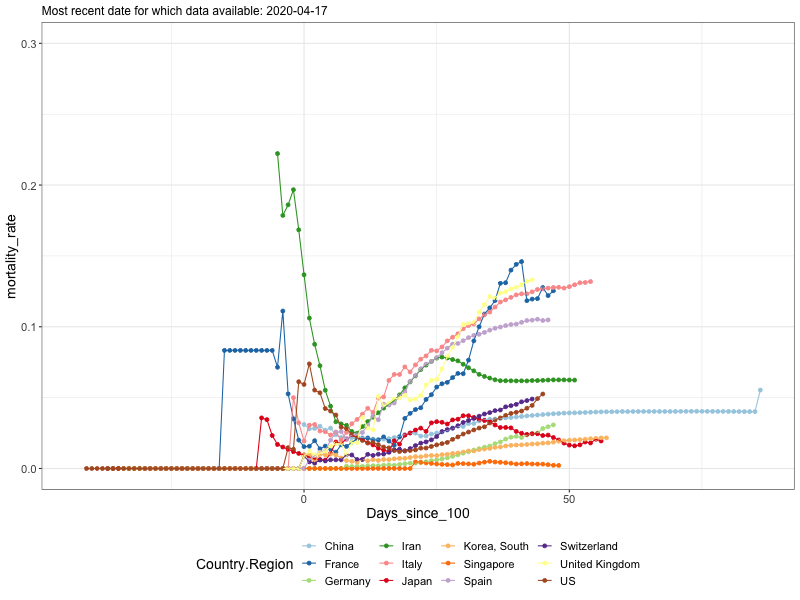 Most recent date for which data available: 2020-04-17
mortality_rate
0.3
0.2
0.1
0.0
0 50
Days_since_100
Country.Region
China Iran Korea, South Switzerland
France Italy Singapore United Kingdom
Germany Japan Spain US